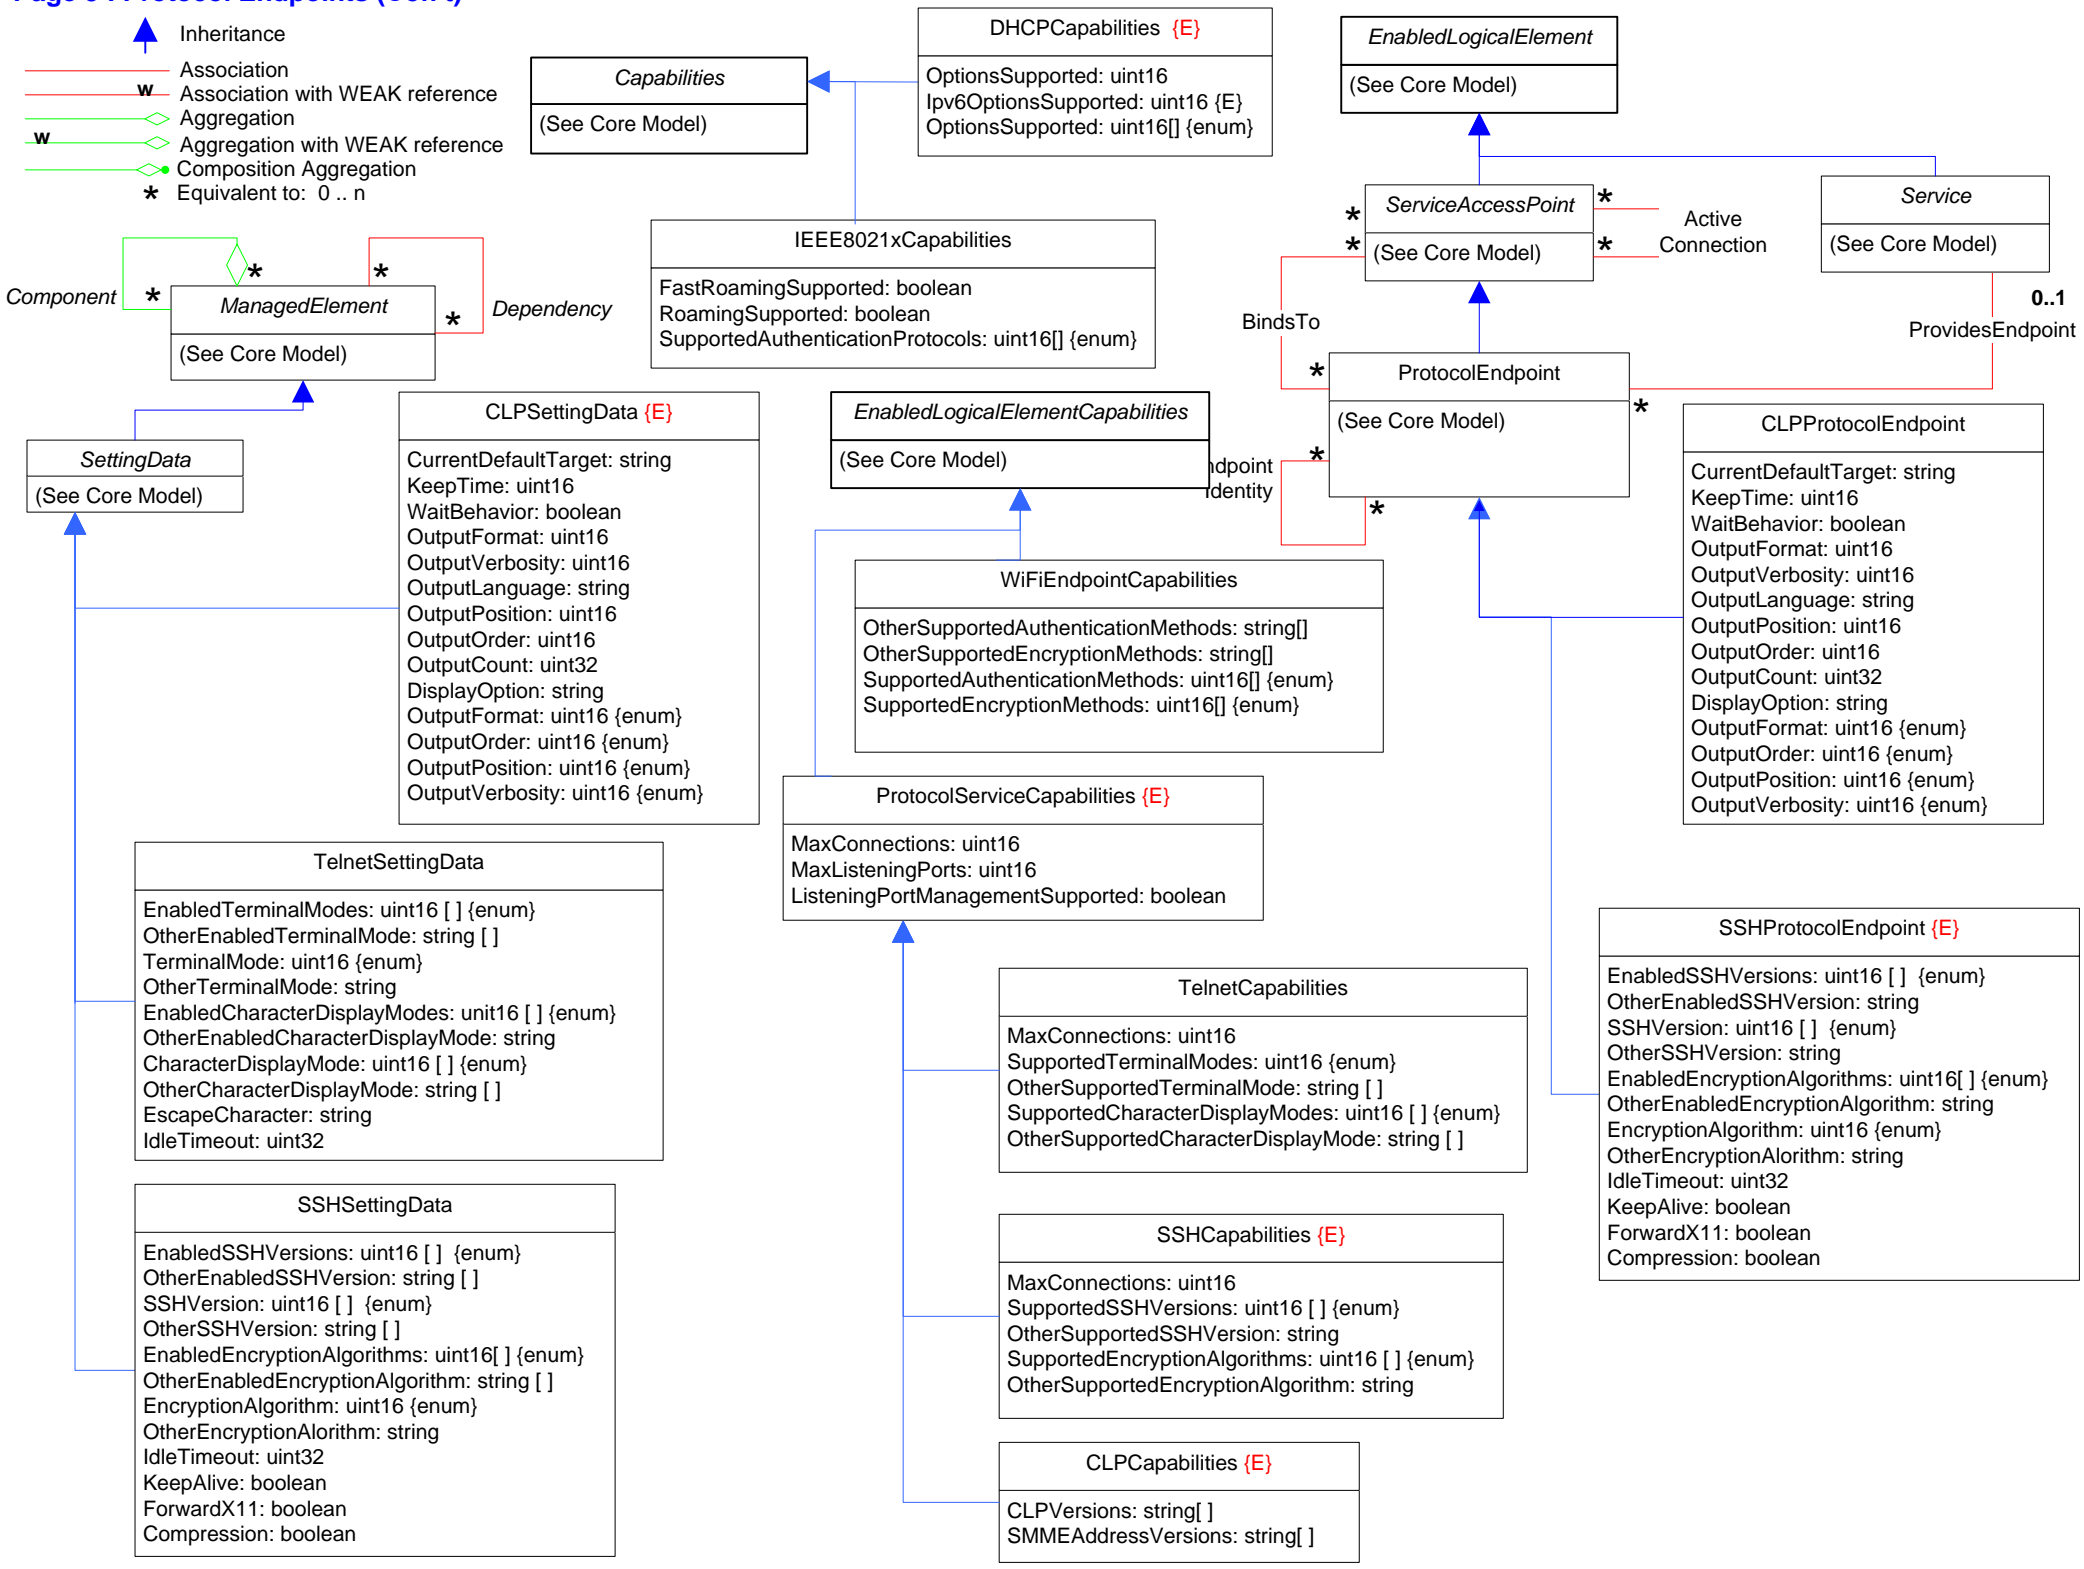 Inheritance
Association
w
Association with WEAK reference
Aggregation
w
Aggregation with WEAK reference
Composition Aggregation
* Equivalent to: 0 .. n
Component
*
*
*
*
Dependency
ManagedElement
(See Core Model)
SettingData
(See Core Model)
CLPSettingData {E}
CurrentDefaultTarget: string
KeepTime: uint16
WaitBehavior: boolean
OutputFormat: uint16
OutputVerbosity: uint16
OutputLanguage: string
OutputPosition: uint16
OutputOrder: uint16
OutputCount: uint32
DisplayOption: string
OutputFormat: uint16 {enum}
OutputOrder: uint16 {enum}
OutputPosition: uint16 {enum}
OutputVerbosity: uint16 {enum}
TelnetSettingData
EnabledTerminalModes: uint16 [ ] {enum}
OtherEnabledTerminalMode: string [ ]
TerminalMode: uint16 {enum}
OtherTerminalMode: string
EnabledCharacterDisplayModes: unit16 [ ] {enum}
OtherEnabledCharacterDisplayMode: string
CharacterDisplayMode: uint16 [ ] {enum}
OtherCharacterDisplayMode: string [ ]
EscapeCharacter: string
IdleTimeout: uint32
SSHSettingData
EnabledSSHVersions: uint16 [ ] {enum}
OtherEnabledSSHVersion: string [ ]
SSHVersion: uint16 [ ] {enum}
OtherSSHVersion: string [ ]
EnabledEncryptionAlgorithms: uint16[ ] {enum}
OtherEnabledEncryptionAlgorithm: string [ ]
EncryptionAlgorithm: uint16 {enum}
OtherEncryptionAlorithm: string
IdleTimeout: uint32
KeepAlive: boolean
ForwardX11: boolean
Compression: boolean
Capabilities
(See Core Model)
DHCPCapabilities {E}
OptionsSupported: uint16
Ipv6OptionsSupported: uint16 {E}
OptionsSupported: uint16[] {enum}
IEEE8021xCapabilities
FastRoamingSupported: boolean
RoamingSupported: boolean
SupportedAuthenticationProtocols: uint16[] {enum}
EnabledLogicalElementCapabilities
(See Core Model)
WiFiEndpointCapabilities
OtherSupportedAuthenticationMethods: string[]
OtherSupportedEncryptionMethods: string[]
SupportedAuthenticationMethods: uint16[] {enum}
SupportedEncryptionMethods: uint16[] {enum}
ProtocolServiceCapabilities {E}
MaxConnections: uint16
MaxListeningPorts: uint16
ListeningPortManagementSupported: boolean
TelnetCapabilities
MaxConnections: uint16
SupportedTerminalModes: uint16 {enum}
OtherSupportedTerminalMode: string [ ]
SupportedCharacterDisplayModes: uint16 [ ] {enum}
OtherSupportedCharacterDisplayMode: string [ ]
SSHCapabilities {E}
MaxConnections: uint16
SupportedSSHVersions: uint16 [ ] {enum}
OtherSupportedSSHVersion: string
SupportedEncryptionAlgorithms: uint16 [ ] {enum}
OtherSupportedEncryptionAlgorithm: string
CLPCapabilities {E}
CLPVersions: string[ ]
SMMEAddressVersions: string[ ]
EnabledLogicalElement
(See Core Model)
ServiceAccessPoint
(See Core Model)
*
*
*
*
Active
Connection
Service
(See Core Model)
0..1
ProvidesEndpoint
BindsTo
*
ProtocolEndpoint
(See Core Model)
*
*
*
Identity
CLPProtocolEndpoint
CurrentDefaultTarget: string
KeepTime: uint16
WaitBehavior: boolean
OutputFormat: uint16
OutputVerbosity: uint16
OutputLanguage: string
OutputPosition: uint16
OutputOrder: uint16
OutputCount: uint32
DisplayOption: string
OutputFormat: uint16 {enum}
OutputOrder: uint16 {enum}
OutputPosition: uint16 {enum}
OutputVerbosity: uint16 {enum}
SSHProtocolEndpoint {E}
EnabledSSHVersions: uint16 [ ] {enum}
OtherEnabledSSHVersion: string
SSHVersion: uint16 [ ] {enum}
OtherSSHVersion: string
EnabledEncryptionAlgorithms: uint16[ ] {enum}
OtherEnabledEncryptionAlgorithm: string
EncryptionAlgorithm: uint16 {enum}
OtherEncryptionAlorithm: string
IdleTimeout: uint32
KeepAlive: boolean
ForwardX11: boolean
Compression: boolean